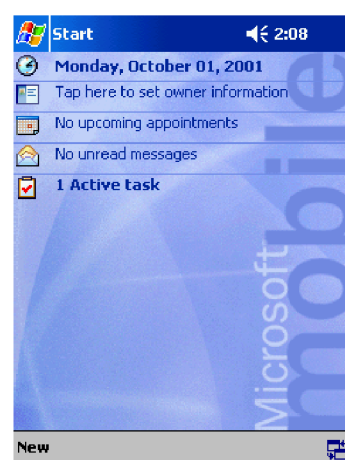 Start 2:08
Monday, October 01, 2001
Tap here to set owner information
No upcoming appointments
No unread messages
1 Active task
Microsoft
mobile
New